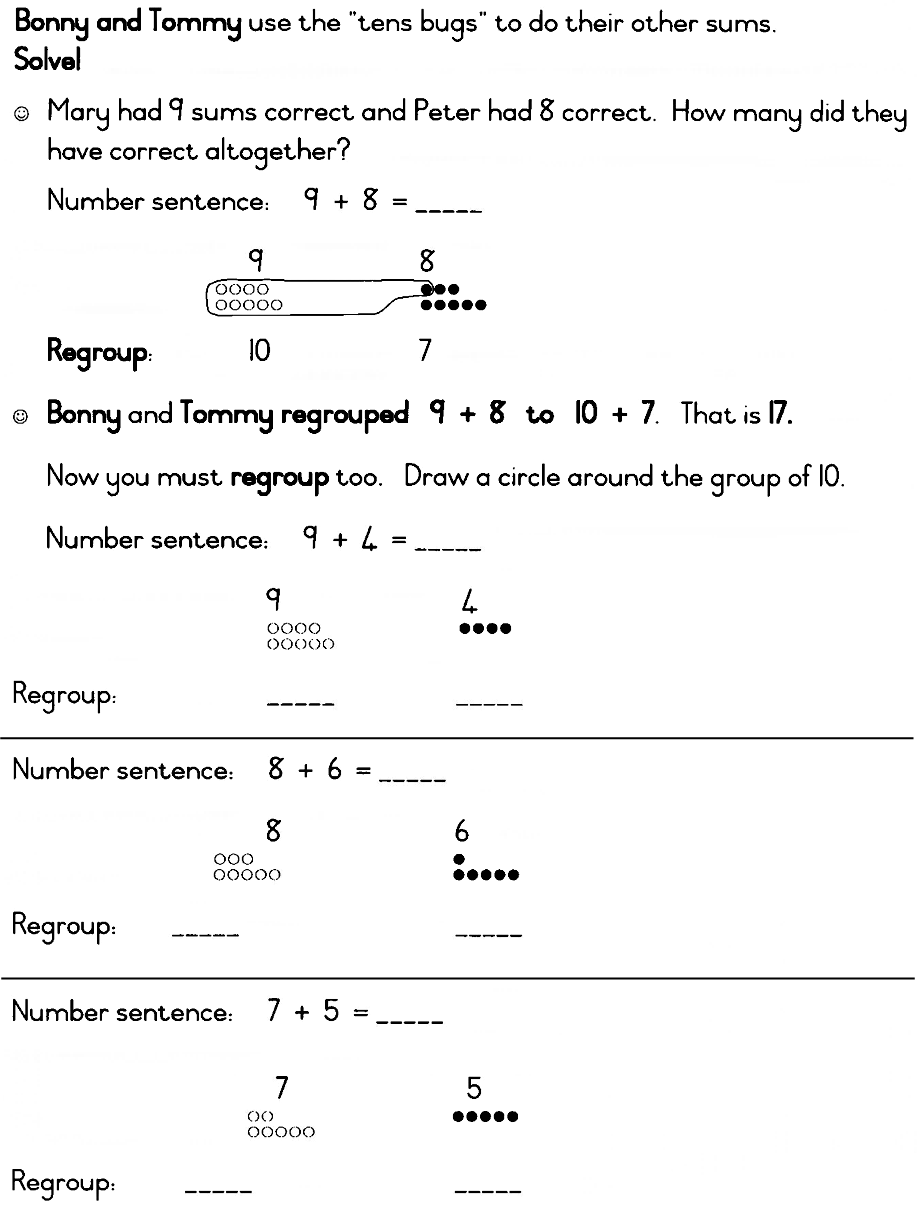 Bonny and Tommy use the "tens bugs" to do their other sums.
Solve!
☺ Mary had 9 sums correct and Peter had 8 correct. How many did they
have correct altogether?
Number sentence: 9 + 8 = _____
9 8
Regroup: 10 7
☺ Bonny and Tommy regrouped 9 + 8 to 10 + 7. That is 17.
Now you must regroup too. Draw a circle around the group of 10.
Number sentence: 9 + 4 = _____
9 4
Regroup: _____ _____
Number sentence: 8 + 6 = _____
8 6
Regroup: _____ _____
Number sentence: 7 + 5 = _____
7 5
Regroup: _____ _____